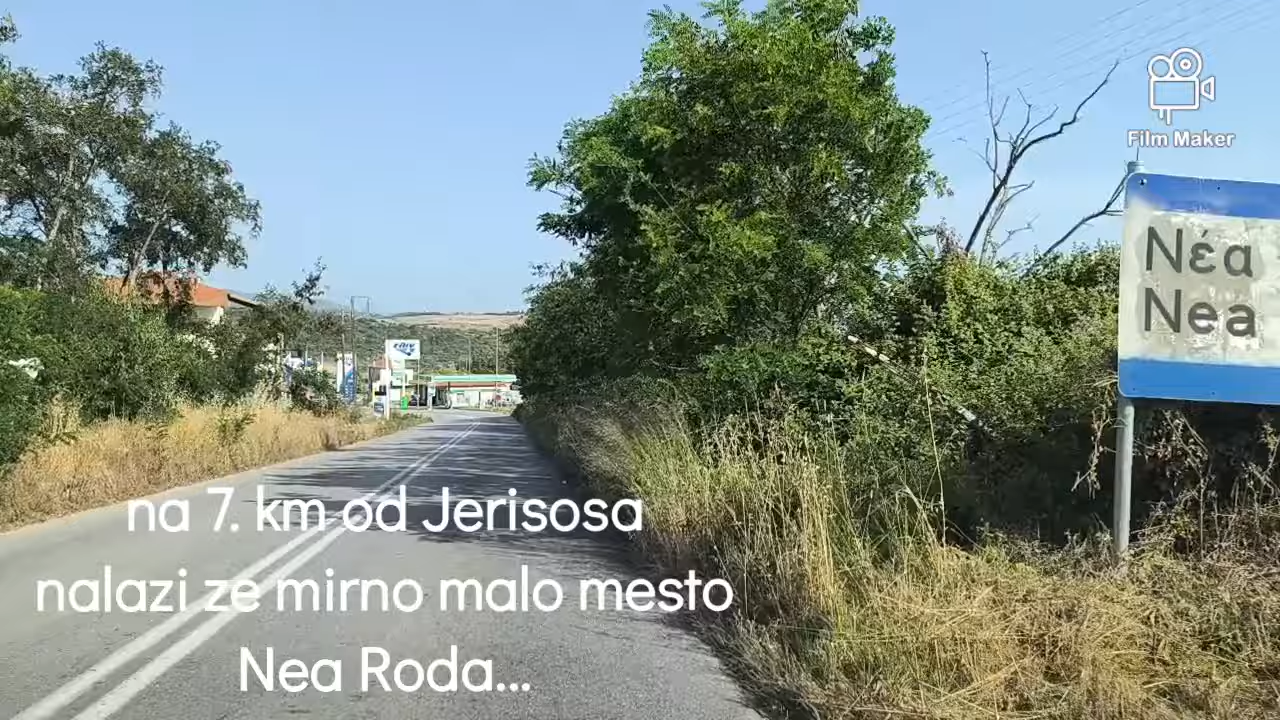 Film Maker
Νέα
Nea
na 7. km od Jerisosa
nalazi ze mirno malo mesto
Nea Roda...